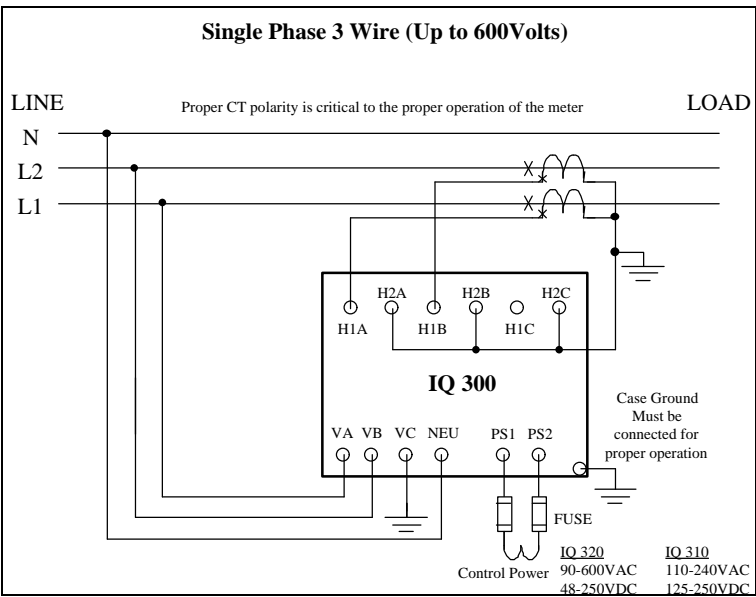 Single Phase 3 Wire (Up to 600Volts)
LINE
Proper CT polarity is critical to the proper operation of the meter
LOAD
N
L2
L1
H2A
H2B
H2C
H1A
H1B
H1C
IQ 300
Case Ground
Must be
connected for
proper operation
VA VB VC NEU PS1 PS2
FUSE
Control Power
IQ 320
90-600VAC
48-250VDC
IQ 310
110-240VAC
125-250VDC